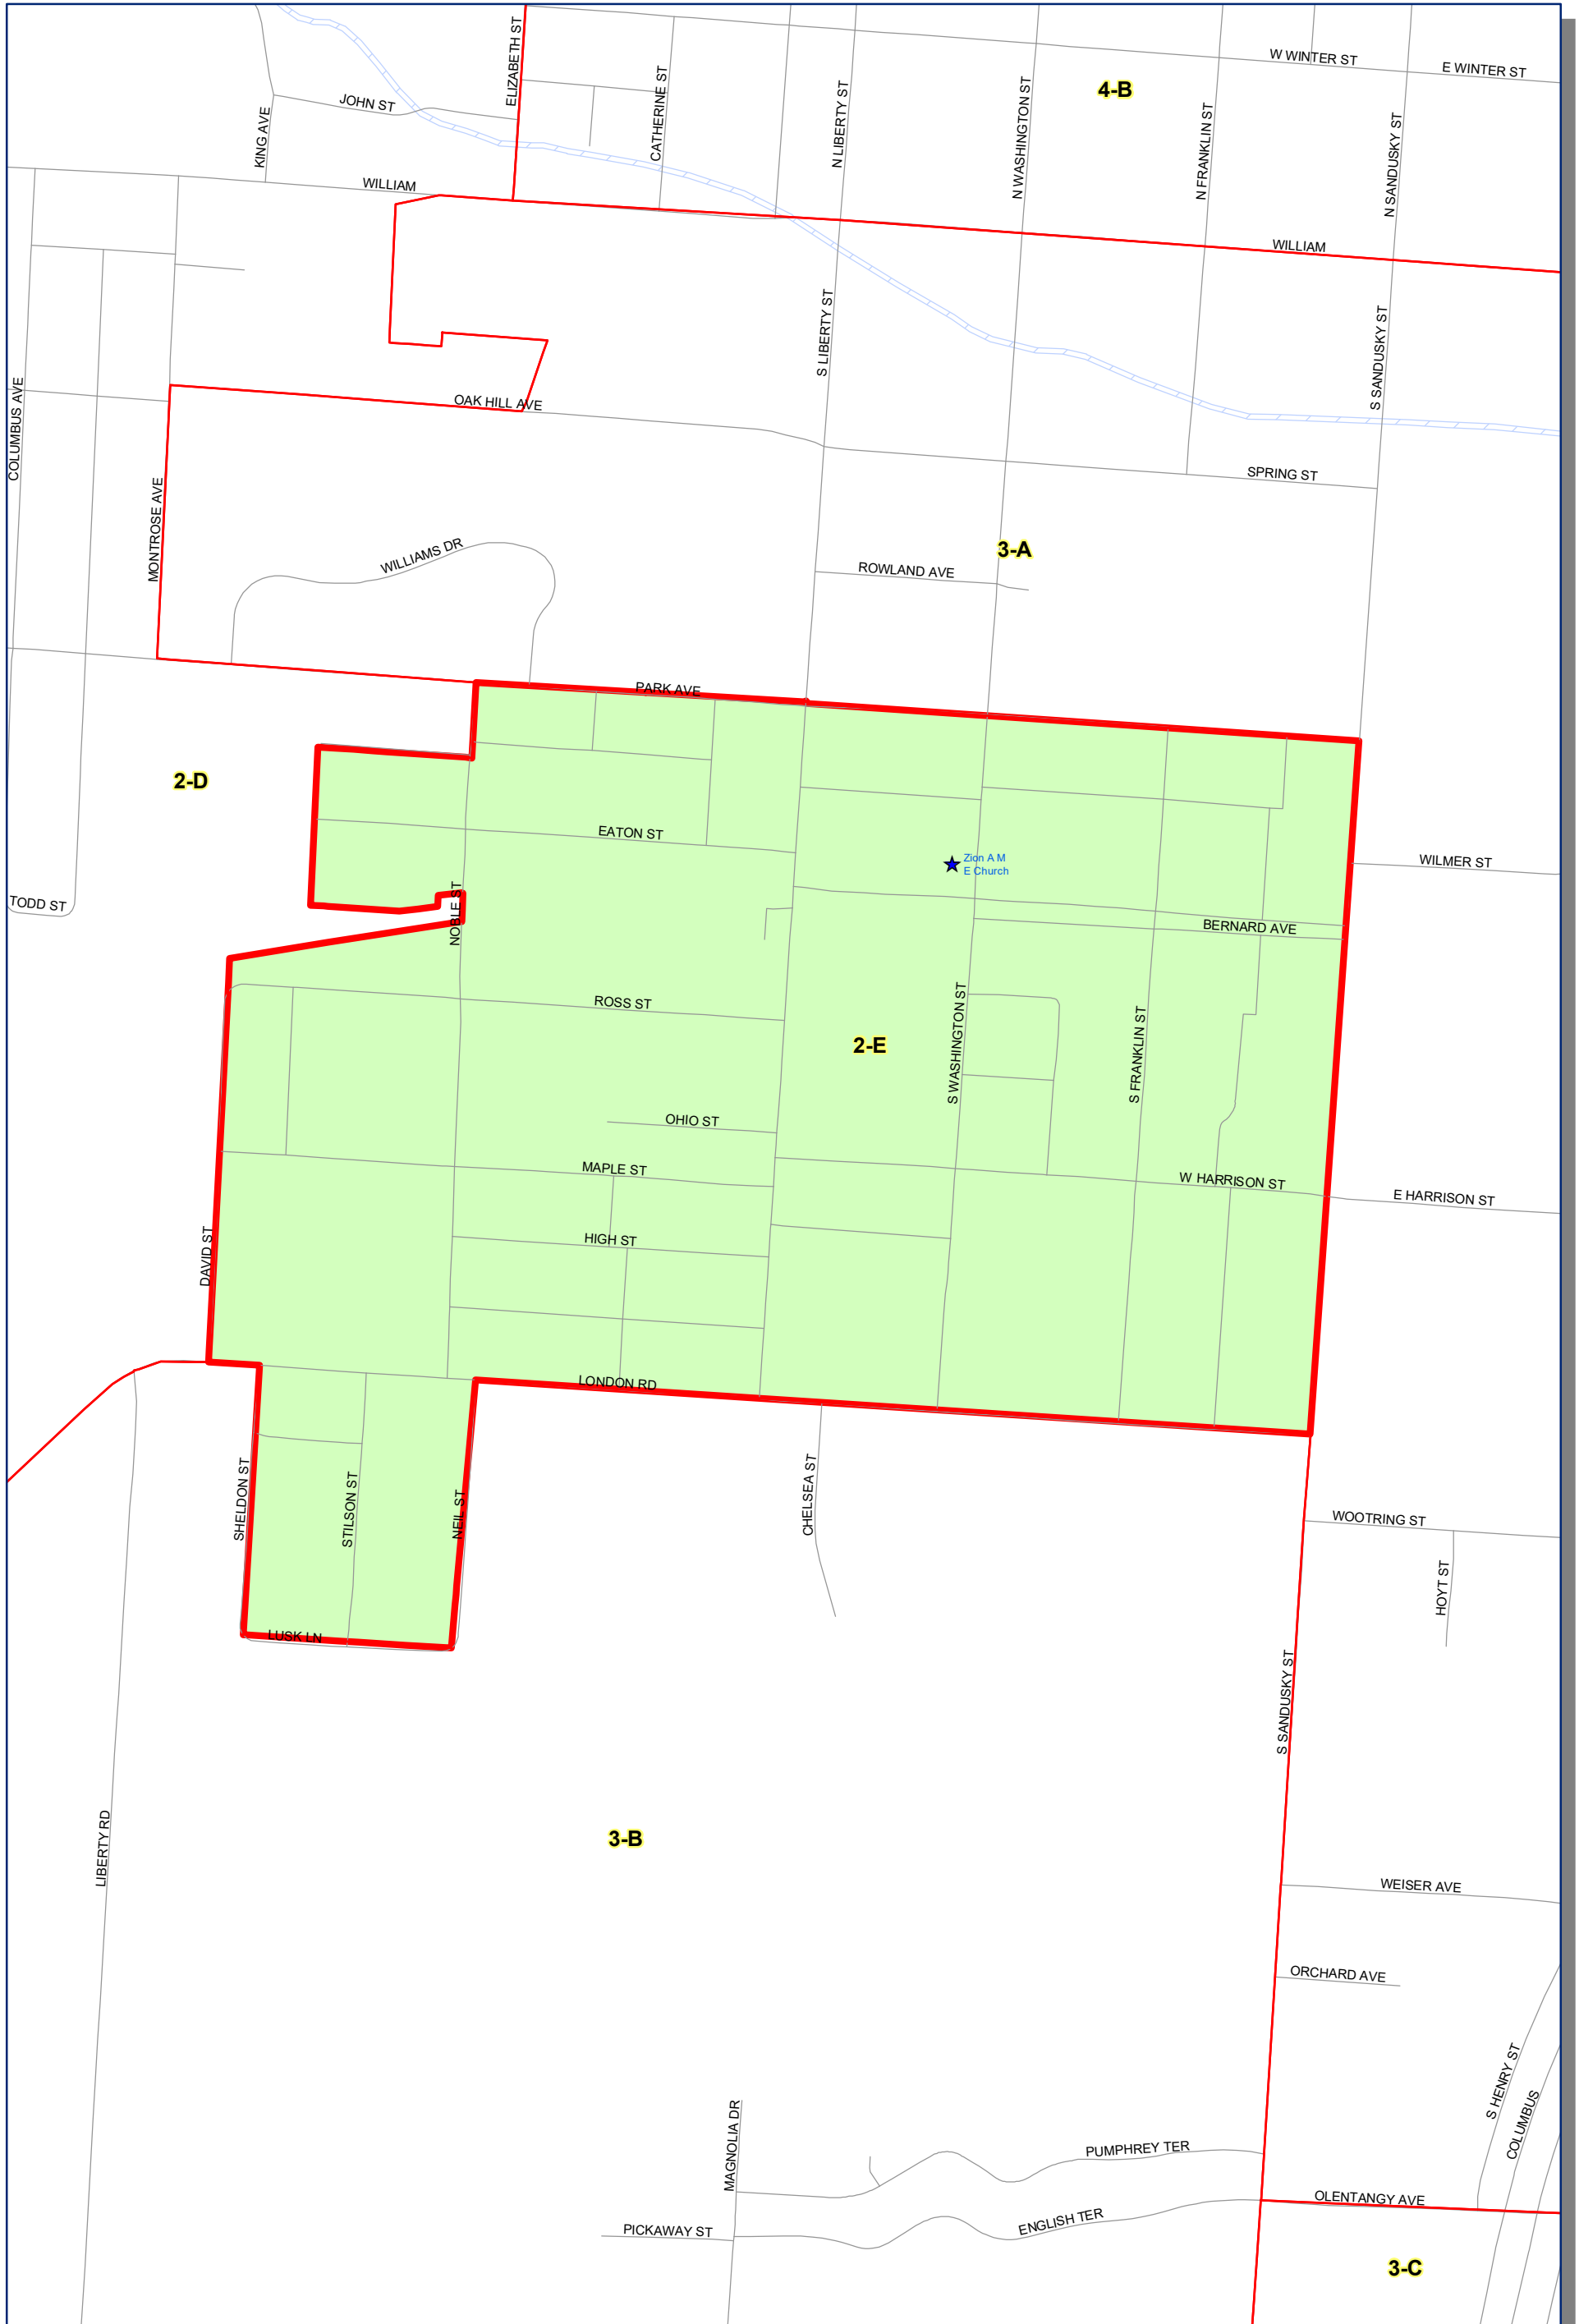 ELIZABETH ST
W WINTER ST
E WINTER ST
4-B
JOHN ST
KING AVE
CATHERINE ST
N LIBERTY ST
N WASHINGTON ST
N FRANKLIN ST
N SANDUSKY ST
WILLIAM
WILLIAM
S LIBERTY ST
S SANDUSKY ST
COLUMBUS AVE
OAK HILL AVE
SPRING ST
MONTROSE AVE
WILLIAMS DR
3-A
ROWLAND AVE
PARK AVE
2-D
EATON ST
Zion A M
E Church
WILMER ST
TODD ST
NOBLE ST
BERNARD AVE
ROSS ST
2-E
S WASHINGTON ST
S FRANKLIN ST
OHIO ST
MAPLE ST
W HARRISON ST
E HARRISON ST
DAVID ST
HIGH ST
LONDON RD
SHELDON ST
STILSON ST
NEIL ST
CHELSEA ST
WOOTRING ST
HOYT ST
LUSK LN
S SANDUSKY ST
LIBERTY RD
3-B
WEISER AVE
ORCHARD AVE
S HENRY ST
COLUMBUS
MAGNOLIA DR
PUMPHREY TER
OLENTANGY AVE
ENGLISH TER
PICKAWAY ST
3-C